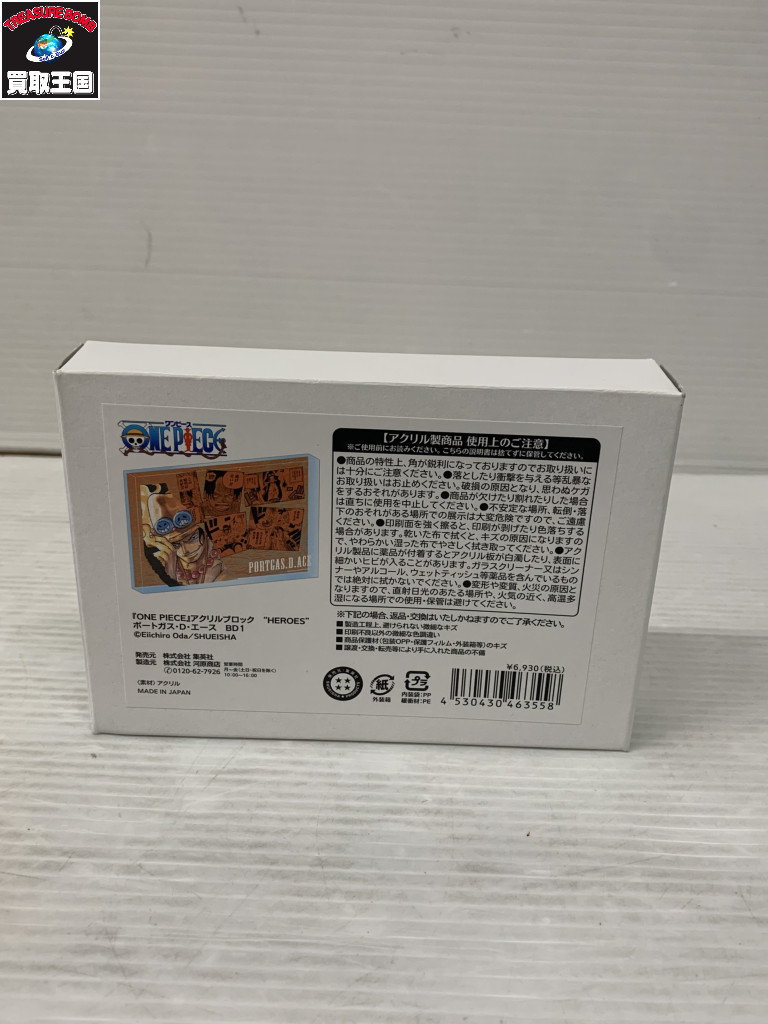 TREASURE BOMB
買取王国
ワンピース
ONE PIECE
PORTGAS.D.ACE
『ONE PIECE』アクリルブロック　"HEROES"
ポートガス・D・エース　BD1
©Eiichiro Oda/SHUEISHA
発売元　株式会社 集英社
製造元　株式会社 河原商店
0120-62-7926
営業時間
月〜金(土日・祝日を除く)
10:00〜16:00
〈素材〉アクリル
MADE IN JAPAN
【アクリル製商品 使用上のご注意】
※ご使用前にお読みください。こちらの説明書は捨てずに保管してください。
●商品の特性上、角が鋭利になっておりますのでお取り扱いに
は十分にご注意ください。●落としたり衝撃を与える等乱暴な
お取り扱いはお止めください。破損の原因となり、思わぬケガ
をするおそれがあります。●商品が欠けたり割れたりした場合
は直ちに使用を中止してください。●不安定な場所、転倒・落
下のおそれがある場所での展示は大変危険ですので、ご遠慮
ください。●印刷面を強く擦ると、印刷が剥げたり色落ちする
場合があります。乾いた布で拭くと、キズの原因になりますの
で、やわらかい湿った布でやさしく拭き取ってください。●アク
リル製品に薬品が付着するとアクリル板が白濁したり、表面に
細かいヒビが入ることがあります。ガラスクリーナー又はシン
ナーやアルコール、ウェットティッシュ等薬品を含んでいるもの
では絶対に拭かないでください。●変形や変質、火災の原因と
なりますので、直射日光のあたる場所や、火気の近く、高温多
湿になる場所での使用・保管は避けてください。
※下記の場合、返品・交換はいたしかねますのでご了承ください。
■製造工程上、避けられない微細なキズ
■印刷不良以外の微細な色調違い
■商品保護材(包装OPP・保護フィルム・外装箱等)のキズ
■譲渡・交換・転売等により手に入れた商品の不備
¥6,930(税込)
紙
外装箱
プラ
内装袋:PP
緩衝材:PE
4 530430 463558